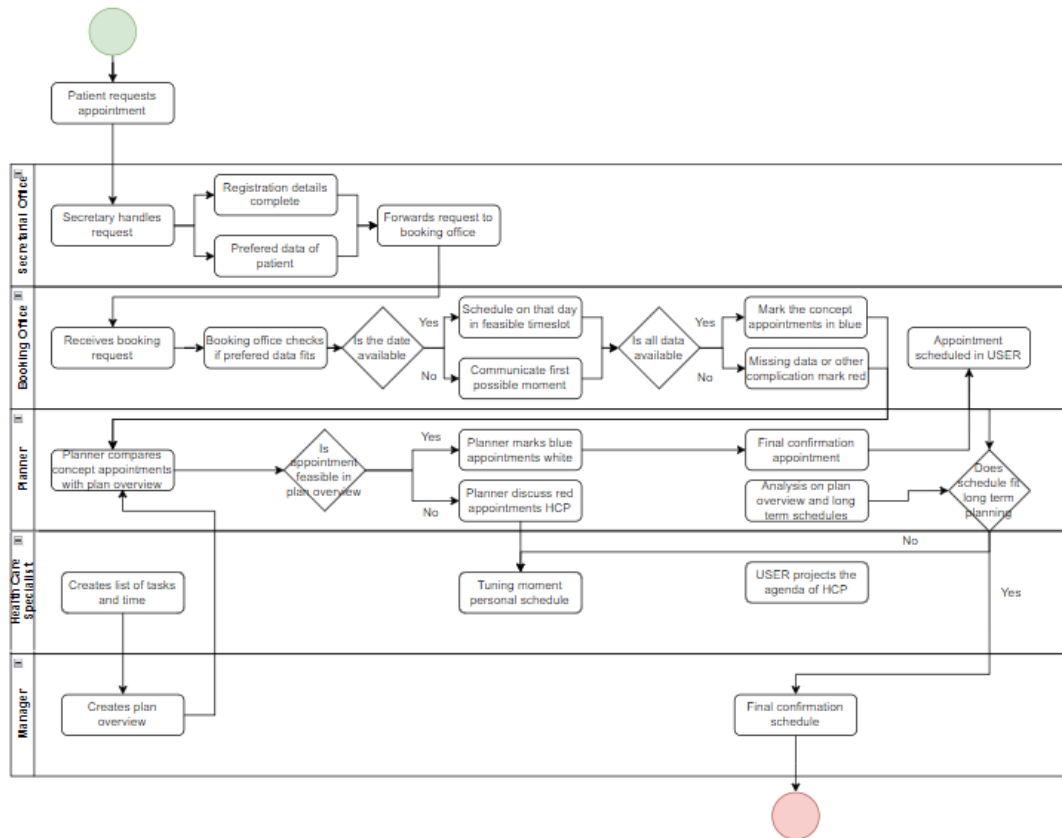 Patient requests
appointment
Secretarial Office
Secretary handles
request
Registration details
complete
Prefered data of
patient
Forwards request to
booking office
Booking Office
Receives booking
request
Booking office checks
if prefered data fits
Is the date
available
Yes
No
Schedule on that day
in feasible timeslot
Communicate first
possible moment
Is all data
available
Yes
No
Mark the concept
appointments in blue
Missing data or other
complication mark red
Appointment
scheduled in USER
Planner
Planner compares
concept appointments
with plan overview
Is
appointment
feasible in
plan overview
Yes
No
Planner marks blue
appointments white
Planner discuss red
appointments HCP
Final confirmation
appointment
Analysis on plan
overview and long
term schedules
Does
schedule fit
long term
planning
No
Yes
Health Care
Specialist
Creates list of tasks
and time
Tuning moment
personal schedule
USER projects the
agenda of HCP
Manager
Creates plan
overview
Final confirmation
schedule